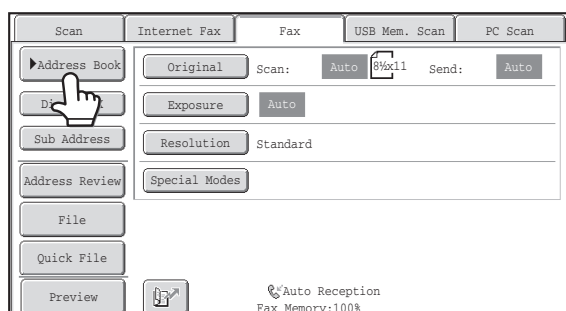 Scan
Internet Fax
Fax
USB Mem. Scan
PC Scan
Address Book
Original
Scan:
Auto
8½x11
Send:
Auto
Exposure
Auto
Sub Address
Resolution
Standard
Address Review
Special Modes
File
Quick File
Preview
Auto Reception
Fax Memory:100%